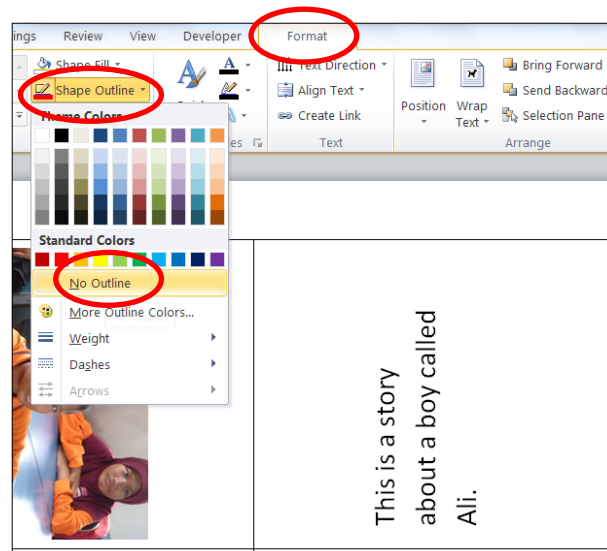 ings Review View Developer Format
Shape Fill
Shape Outline
Text Direction
Align Text
Create Link
Position
Wrap
Text
Bring Forward
Send Backward
Selection Pane
es
Text
Arrange
Theme Colors
Standard Colors
No Outline
More Outline Colors...
Weight
Dashes
Arrows
This is a story
about a boy called
Ali.